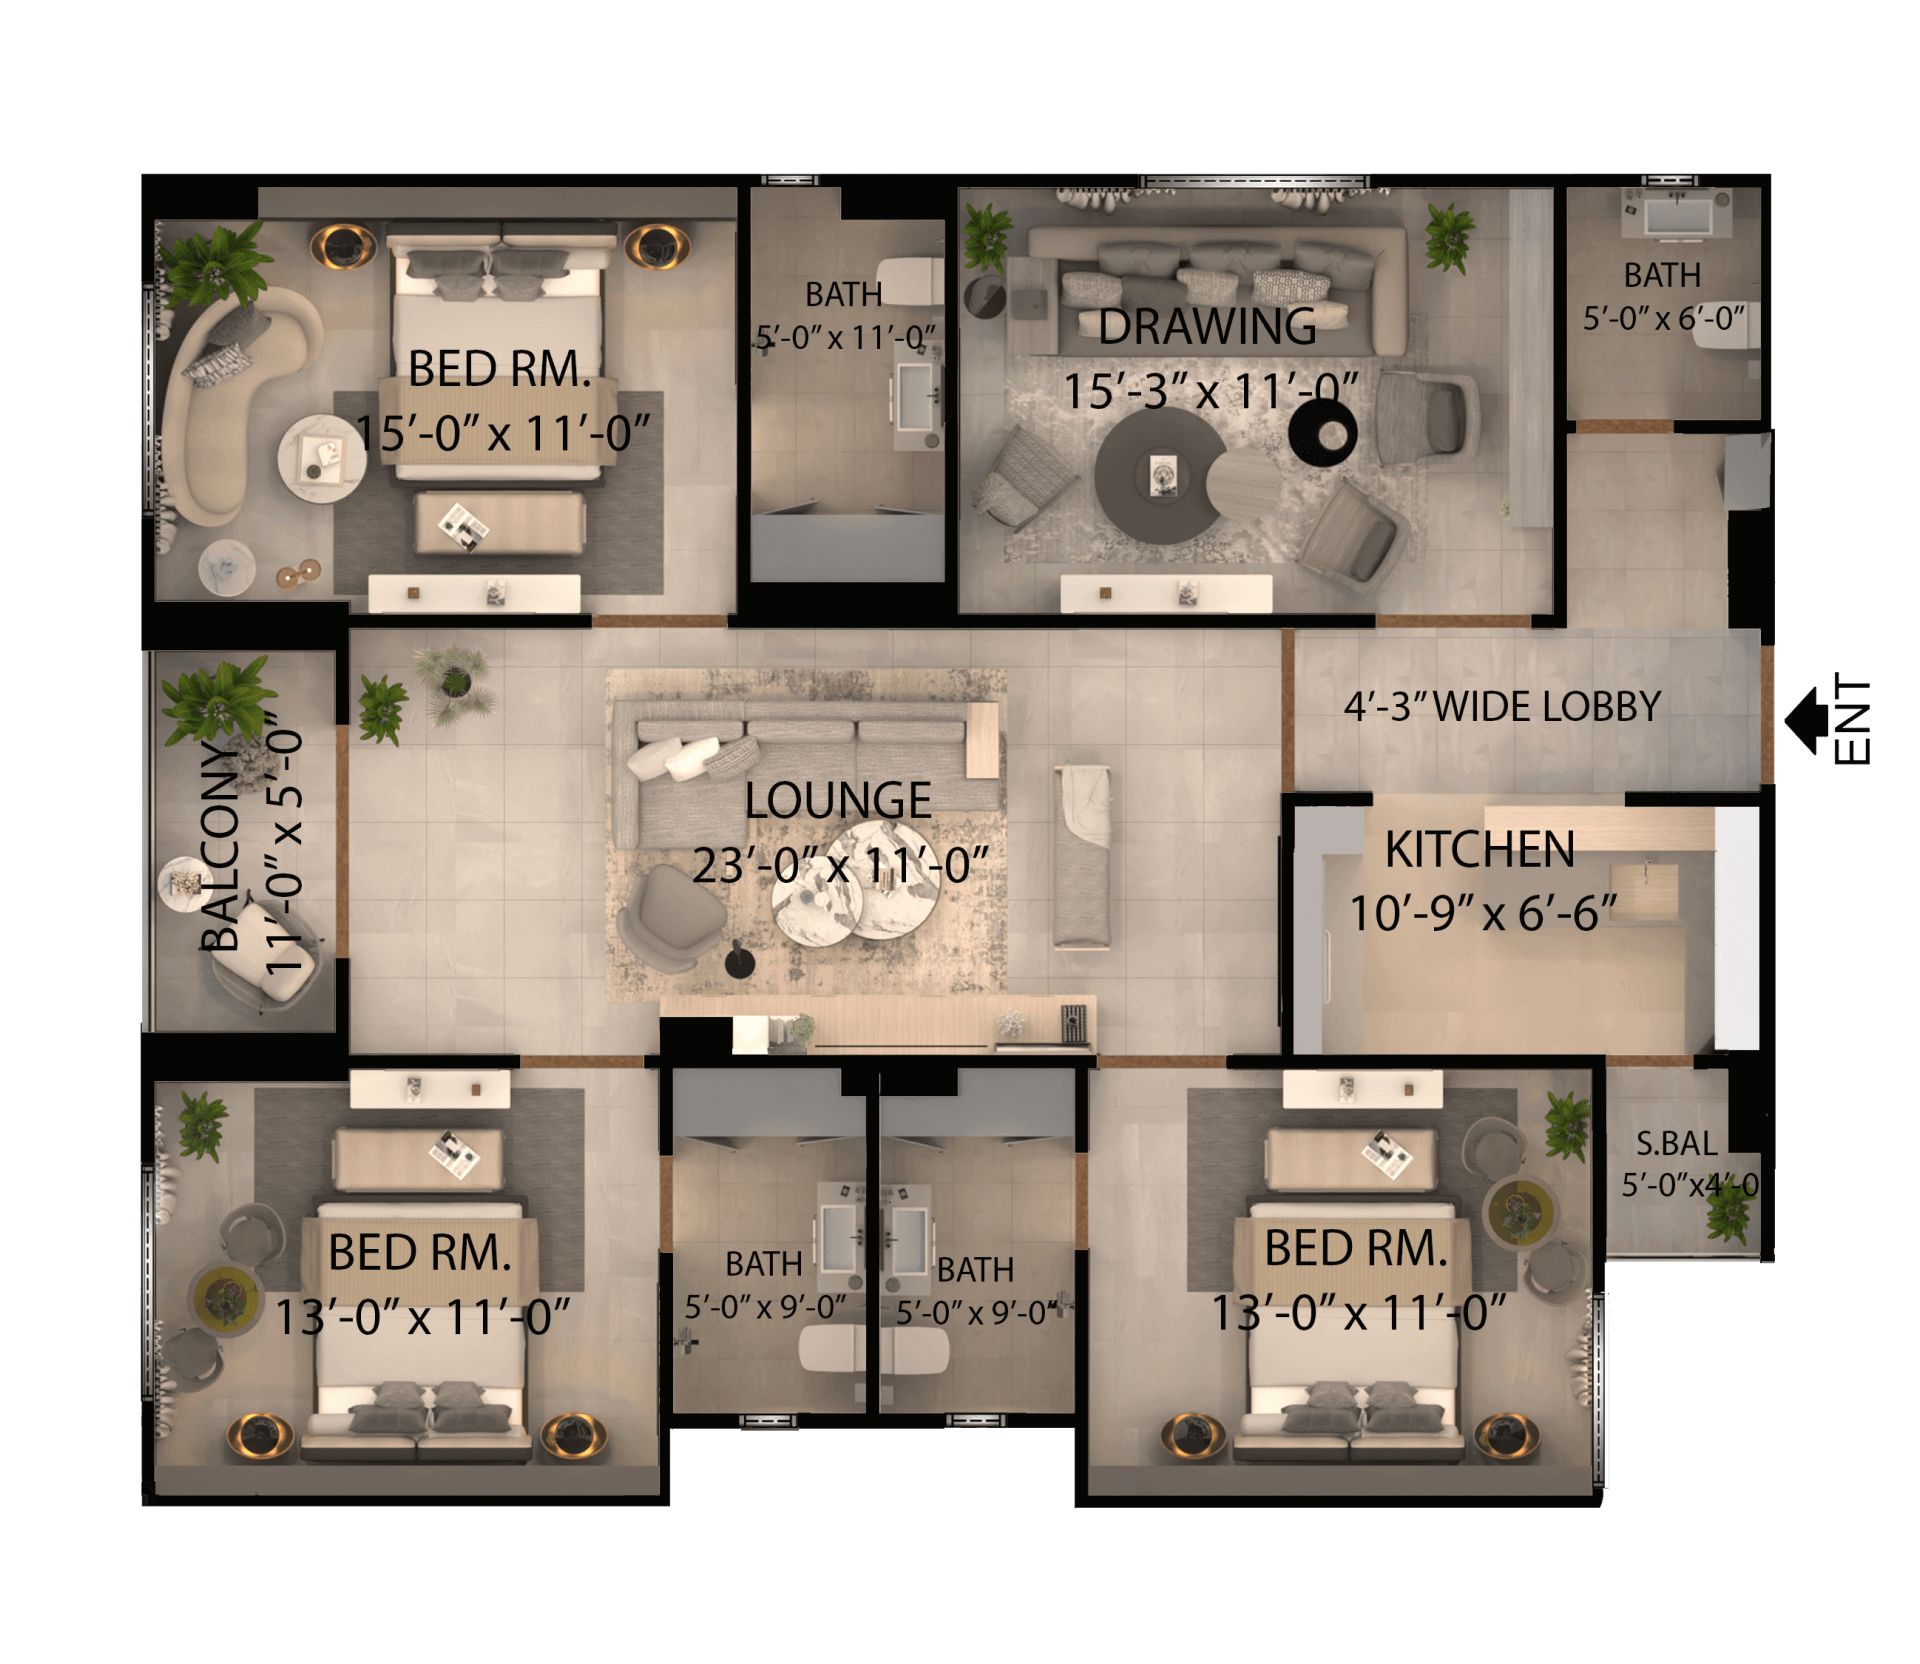 BED RM.
15’-0” x 11’-0”
BATH
5’-0” x 11’-0”
DRAWING
15’-3” x 11’-0”
BATH
5’-0” x 6’-0”
4’-3” WIDE LOBBY
ENT
BALCONY
11’-0” x 5’-0”
LOUNGE
23’-0” x 11’-0”
KITCHEN
10’-9” x 6’-6”
BED RM.
13’-0” x 11’-0”
BATH
5’-0” x 9’-0”
BATH
5’-0” x 9’-0”
BED RM.
13’-0” x 11’-0”
S.BAL
5’-0”x4’-0